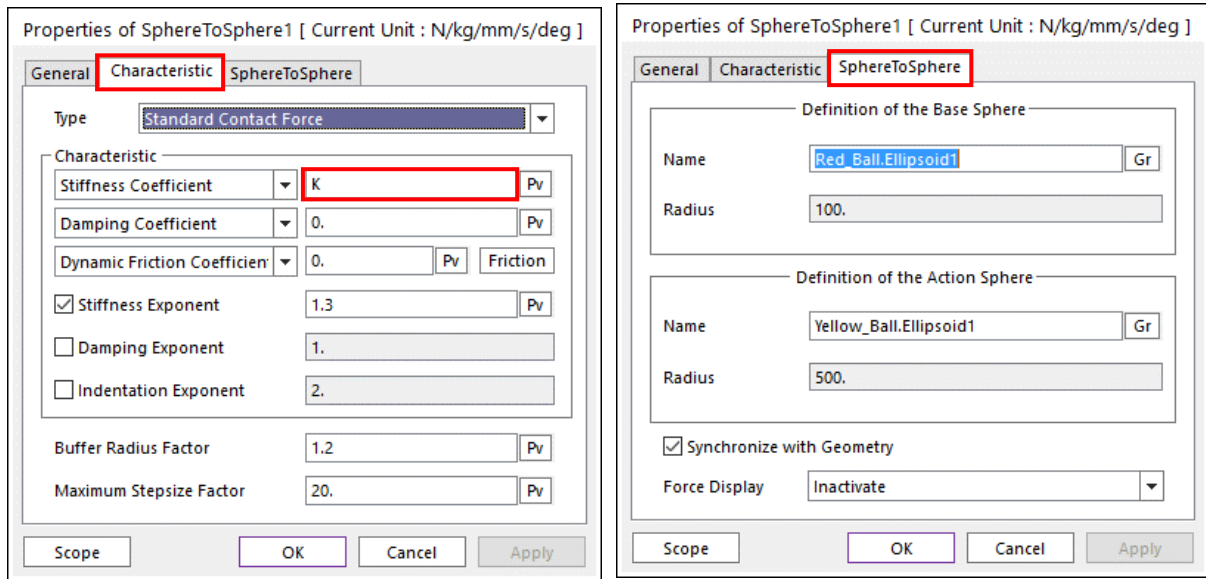 Properties of SphereToSphere1 [ Current Unit : N/kg/mm/s/deg ]
General Characteristic SphereToSphere
Type Standard Contact Force
Characteristic
Stiffness Coefficient K Pv
Damping Coefficient 0. Pv
Dynamic Friction Coefficien 0. Pv Friction
Stiffness Exponent 1.3 Pv
Damping Exponent 1.
Indentation Exponent 2.
Buffer Radius Factor 1.2 Pv
Maximum Stepsize Factor 20. Pv
Scope OK Cancel Apply
Properties of SphereToSphere1 [ Current Unit : N/kg/mm/s/deg ]
General Characteristic SphereToSphere
Definition of the Base Sphere
Name Red_Ball.Ellipsoid1 Gr
Radius 100.
Definition of the Action Sphere
Name Yellow_Ball.Ellipsoid1 Gr
Radius 500.
Synchronize with Geometry
Force Display Inactivate
Scope OK Cancel Apply